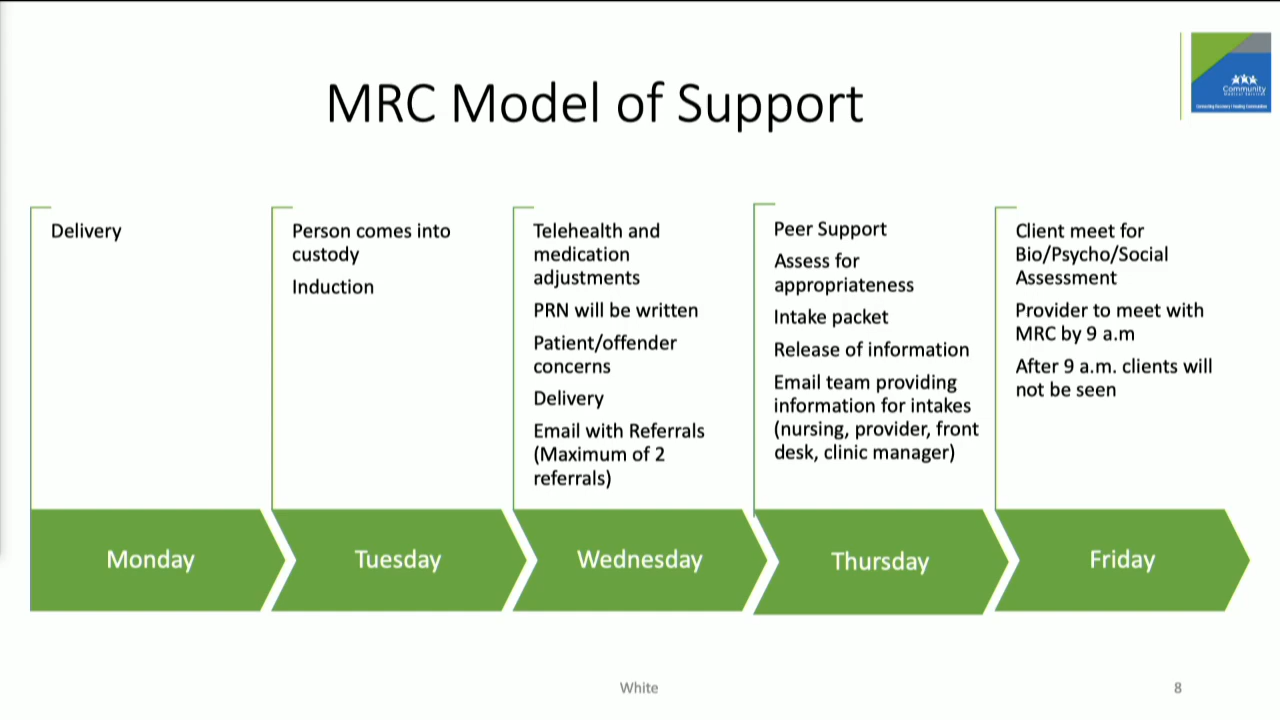 MRC Model of Support
Community
Delivery
Person comes into
custody
Induction
Telehealth and
medication
adjustments
PRN will be written
Patient/offender
concerns
Delivery
Email with Referrals
(Maximum of 2
referrals)
Peer Support
Assess for
appropriateness
Intake packet
Release of information
Email team providing
information for intakes
(nursing, provider, front
desk, clinic manager)
Client meet for
Bio/Psycho/Social
Assessment
Provider to meet with
MRC by 9 a.m
After 9 a.m. clients will
not be seen
Monday
Tuesday
Wednesday
Thursday
Friday
White
8